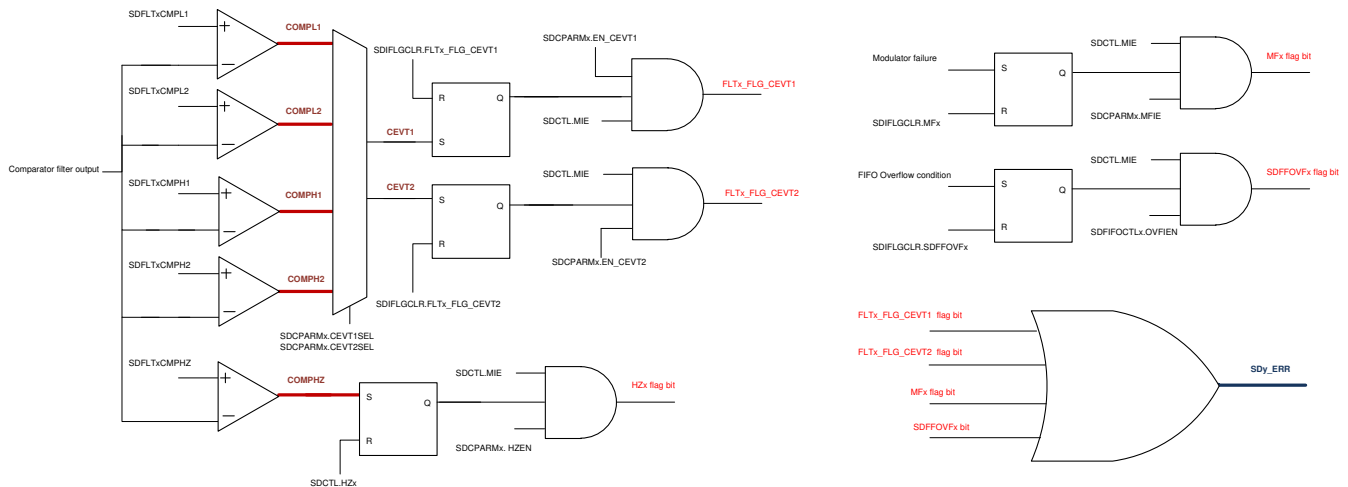 SDFLTxCMPL1
+
−
COMPL1
SDFLTxCMPL2
+
−
COMPL2
Comparator filter output
SDFLTxCMPH1
+
−
COMPH1
SDFLTxCMPH2
+
−
COMPH2
SDCPARMx.CEVT1SEL
SDCPARMx.CEVT2SEL
SDFLTxCMPHZ
+
−
COMPHZ
SDIFLGCLR.FLTx_FLG_CEVT1
CEVT1
R
S
Q
SDCPARMx.EN_CEVT1
SDCTL.MIE
FLTx_FLG_CEVT1
CEVT2
S
R
Q
SDIFLGCLR.FLTx_FLG_CEVT2
SDCTL.MIE
SDCPARMx.EN_CEVT2
FLTx_FLG_CEVT2
S
R
Q
SDCTL.HZx
SDCTL.MIE
SDCPARMx. HZEN
HZx flag bit
Modulator failure
SDIFLGCLR.MFx
S
R
Q
SDCTL.MIE
SDCPARMx.MFIE
MFx flag bit
FIFO Overflow condition
SDIFLGCLR.SDFFOVFx
S
R
Q
SDCTL.MIE
SDIFOCTLx.OVFIEN
SDFFOVFx flag bit
FLTx_FLG_CEVT1 flag bit
FLTx_FLG_CEVT2 flag bit
MFx flag bit
SDFFOVFx bit
SDy_ERR